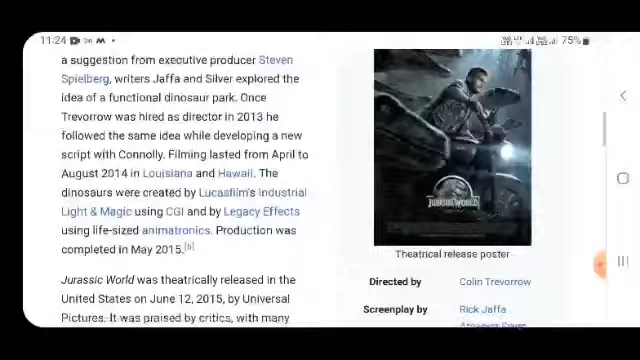 11:24
75%
a suggestion from executive producer Steven
Spielberg, writers Jaffa and Silver explored the
idea of a functional dinosaur park. Once
Trevorrow was hired as director in 2013 he
followed the same idea while developing a new
script with Connolly. Filming lasted from April to
August 2014 in Louisiana and Hawaii. The
dinosaurs were created by Lucasfilm's Industrial
Light & Magic using CGI and by Legacy Effects
using life-sized animatronics. Production was
completed in May 2015.[6]
Jurassic World was theatrically released in the
United States on June 12, 2015, by Universal
Pictures. It was praised by critics, with many
JURASSIC WORLD
Theatrical release poster
Directed by Colin Trevorrow
Screenplay by Rick Jaffa